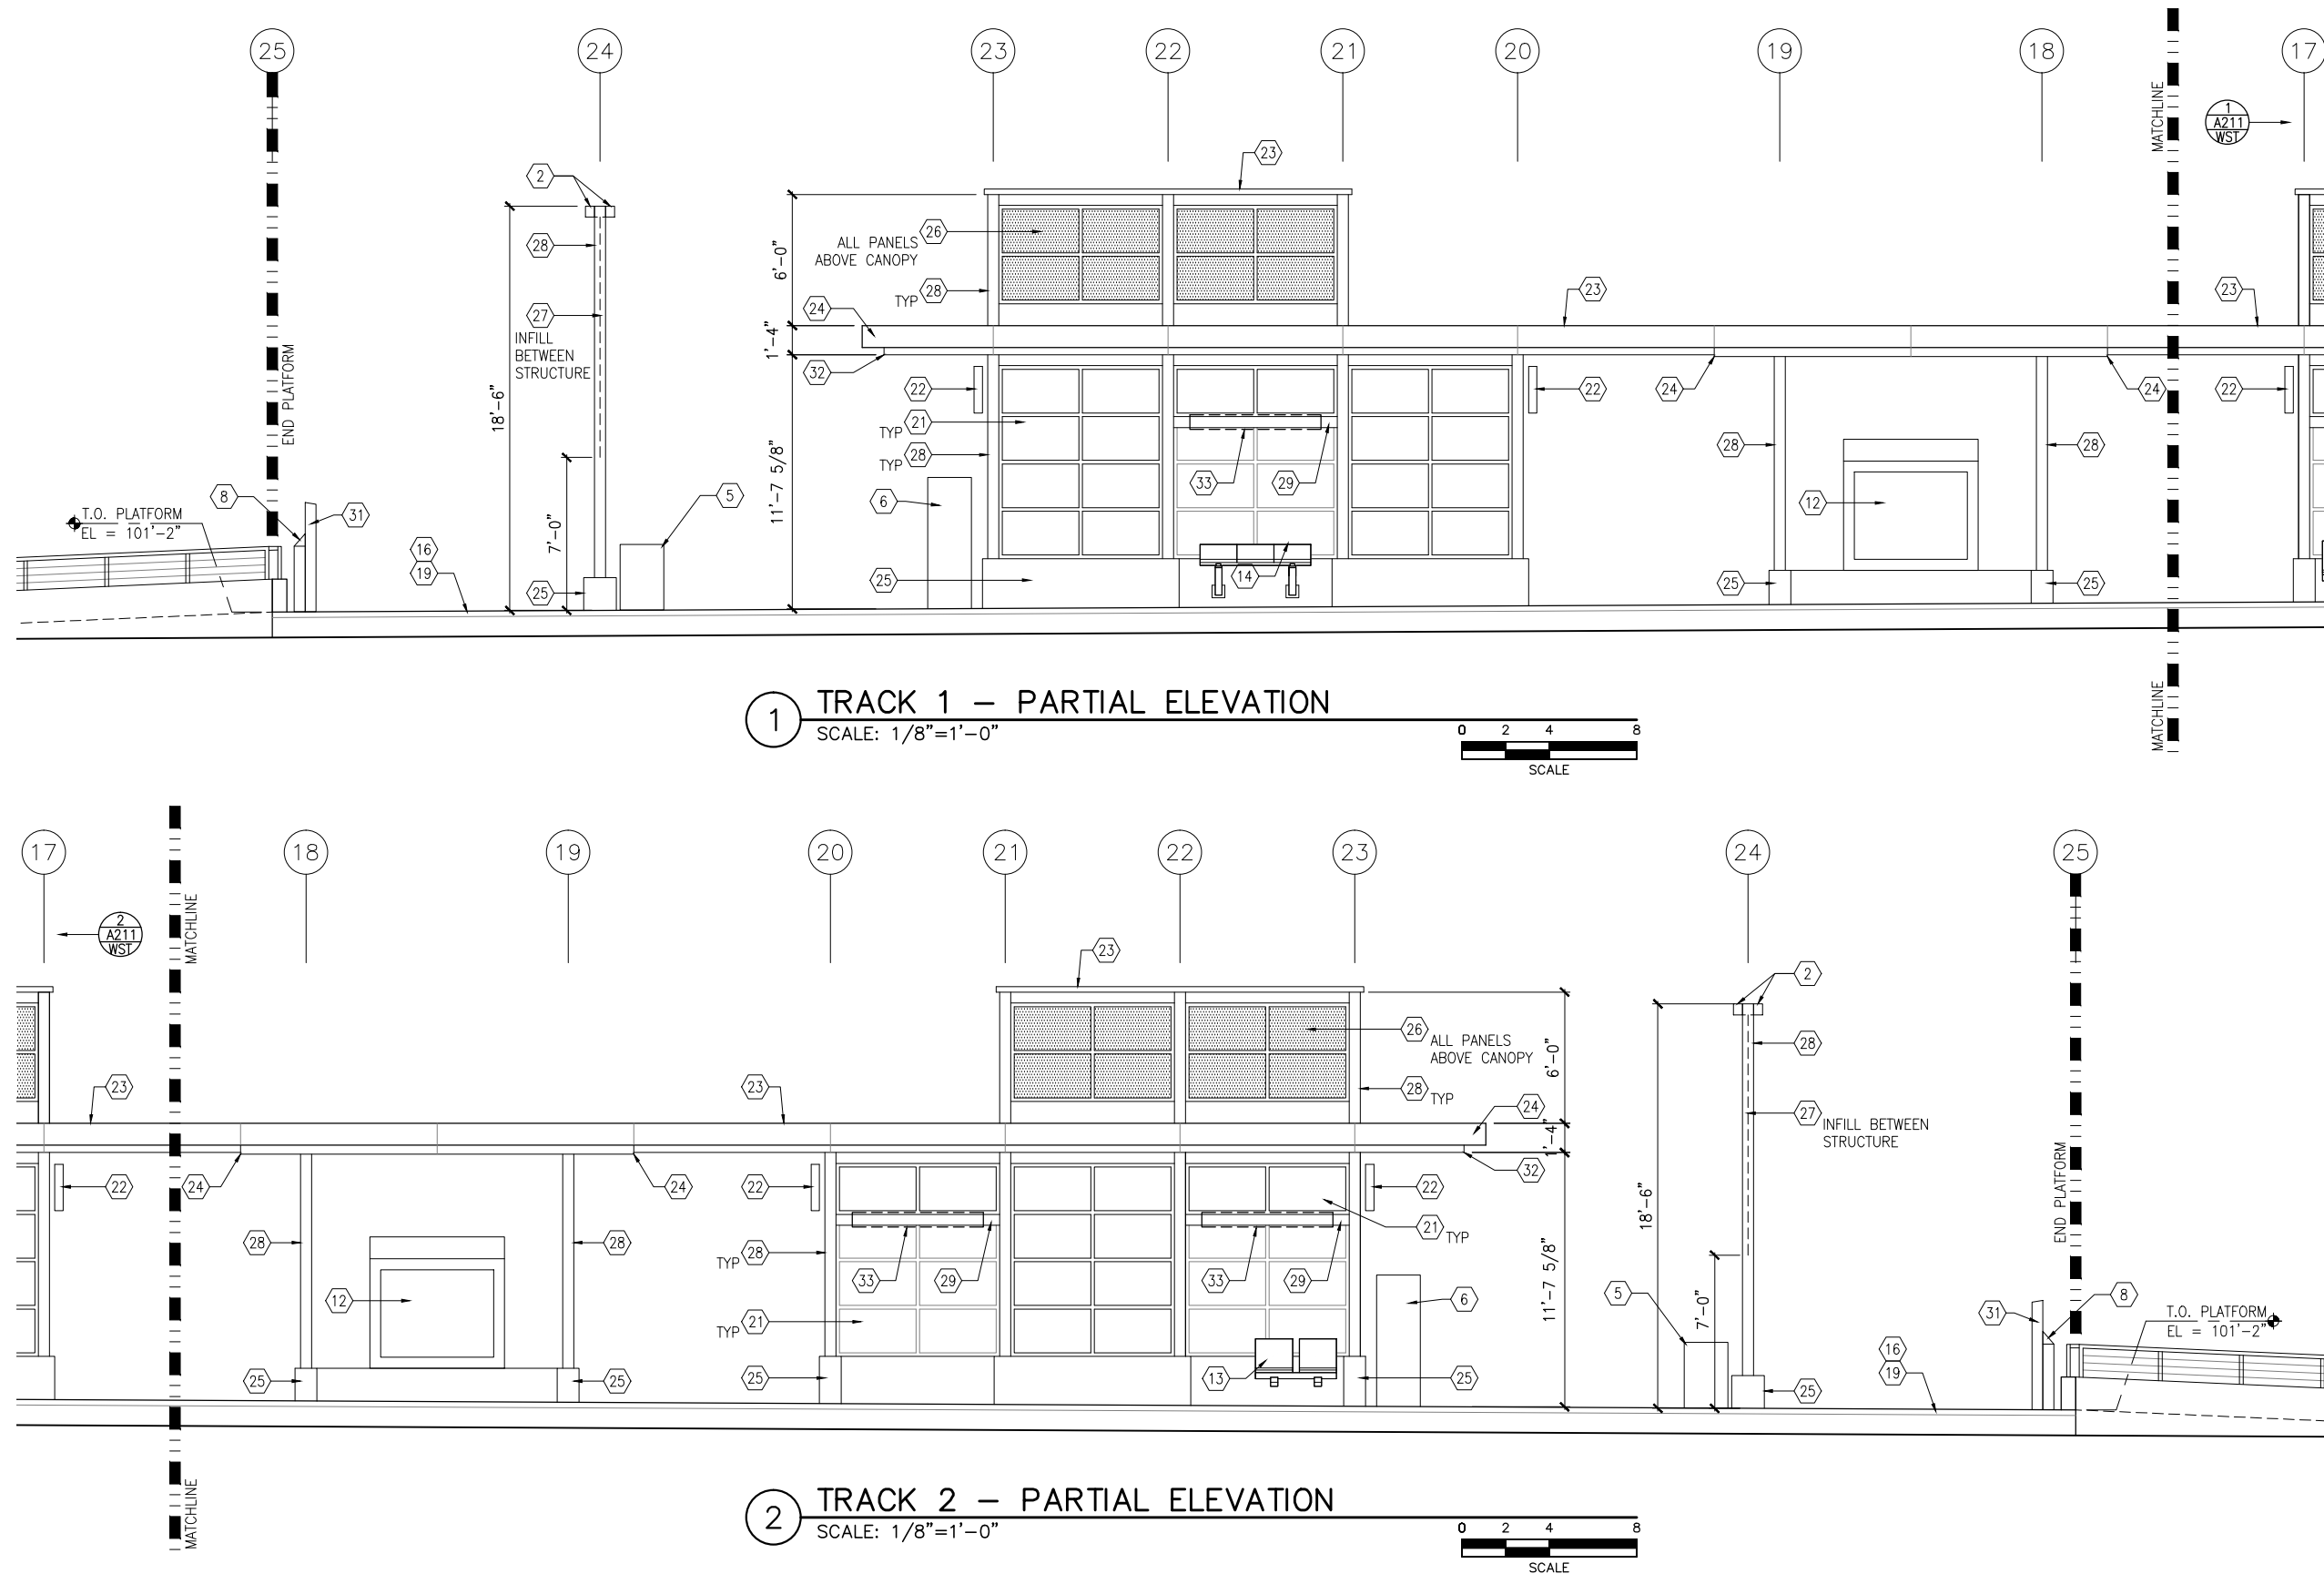 25
24
23
22
21
20
19
18
17
MATCHLINE
1
A211
WST
2
23
28
26
ALL PANELS
ABOVE CANOPY
6'-0"
28
TYP
27
INFILL
BETWEEN
STRUCTURE
24
23
23
1'-4"
32
22
22
24
24
22
END PLATFORM
18'-6"
21
TYP
28
TYP
28
28
11'-7 5/8"
33
29
8
31
5
6
12
T.O. PLATFORM
EL = 101'-2"
7'-0"
16
19
25
25
14
25
25
MATCHLINE
1
TRACK 1 – PARTIAL ELEVATION
SCALE: 1/8"=1'-0"
0 2 4 8
SCALE
17
18
19
20
21
22
23
24
25
2
A211
WST
MATCHLINE
23
2
26
ALL PANELS
ABOVE CANOPY
6'-0"
28
28
TYP
23
23
24
27
INFILL BETWEEN
STRUCTURE
1'-4"
32
22
24
24
22
22
END PLATFORM
18'-6"
21
TYP
28
28
28
TYP
33
29
33
29
11'-7 5/8"
12
21
TYP
6
5
7'-0"
31
8
T.O. PLATFORM
EL = 101'-2"
16
19
25
25
25
13
25
25
MATCHLINE
2
TRACK 2 – PARTIAL ELEVATION
SCALE: 1/8"=1'-0"
0 2 4 8
SCALE